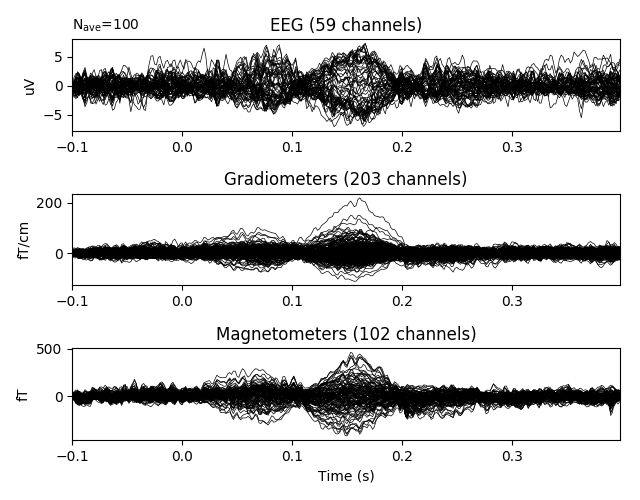 N_ave=100
EEG (59 channels)
uV
5
0
−5
−0.1 0.0 0.1 0.2 0.3
Gradiometers (203 channels)
fT/cm
200
0
−0.1 0.0 0.1 0.2 0.3
Magnetometers (102 channels)
fT
500
0
−0.1 0.0 0.1 0.2 0.3
Time (s)